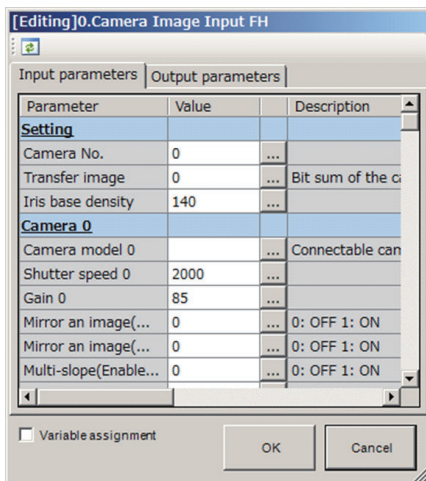 [Editing]0.Camera Image Input FH
Input parameters Output parameters
Parameter Value Description
Setting
Camera No. 0 ...
Transfer image 0 ... Bit sum of the
Iris base density 140 ...
Camera 0
Camera model 0 ... Connectable
Shutter speed 0 2000 ...
Gain 0 85 ...
Mirror an image(... 0 ... 0: OFF 1: ON
Mirror an image(... 0 ... 0: OFF 1: ON
Multi-slope(Enable... 0 ... 0: OFF 1: ON
Variable assignment OK Cancel